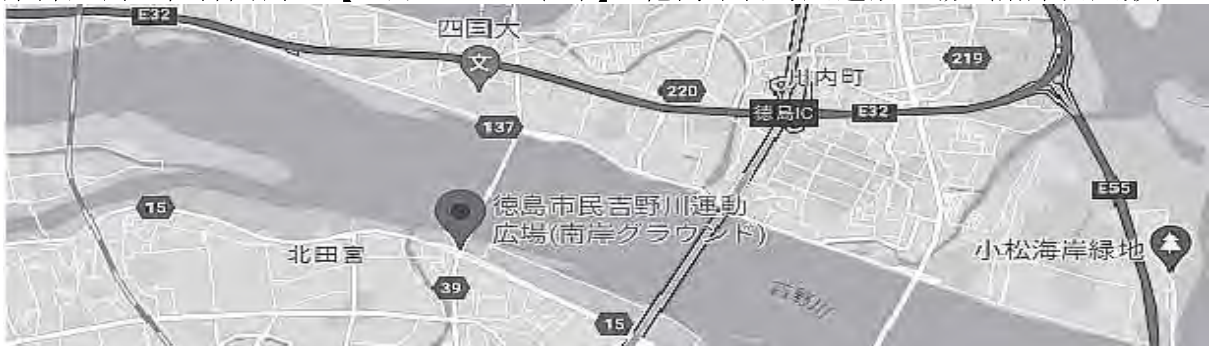 E32
四国大
文
219
川内町
220
徳島IC
E32
137
E55
15
徳島市民吉野川運動
広場(南岸グラウンド)
小松海岸緑地
北田宮
39
吉野川
15